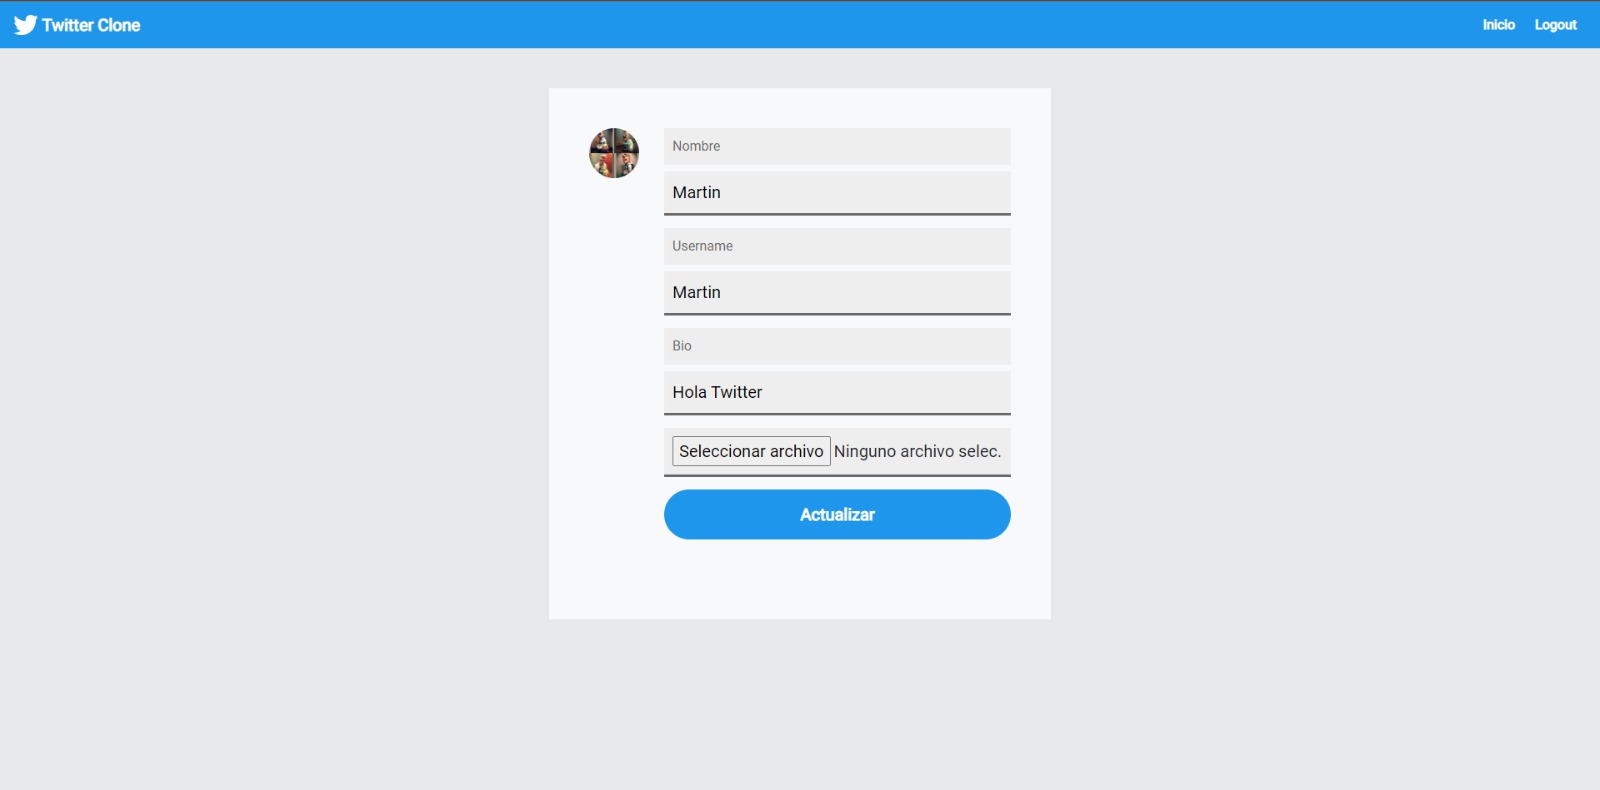 Twitter Clone
Inicio Logout
Nombre
Martin
Username
Martin
Bio
Hola Twitter
Seleccionar archivo Ninguno archivo selec.
Actualizar